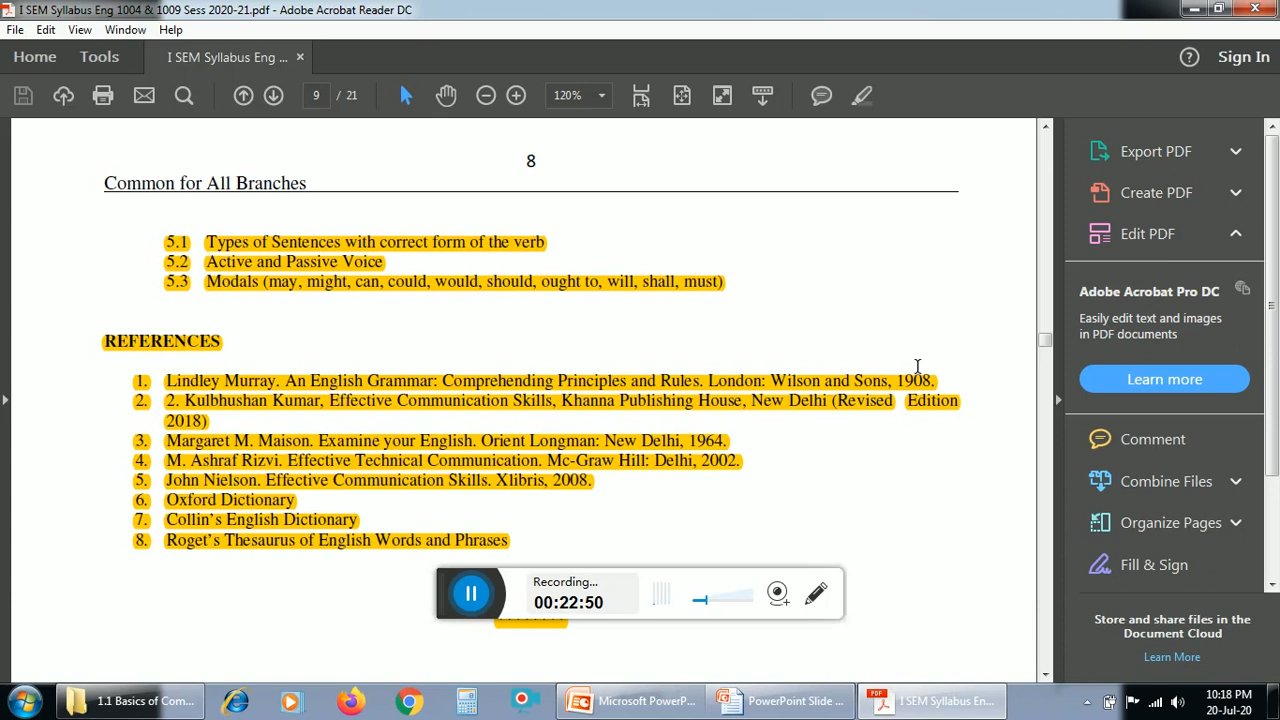 I SEM Syllabus Eng 1004 & 1009 Sess 2020-21.pdf - Adobe Acrobat Reader DC
File Edit View Window Help
Home Tools I SEM Syllabus Eng ... × Sign In
9 / 21 120%
8
Common for All Branches
5.1 Types of Sentences with correct form of the verb
5.2 Active and Passive Voice
5.3 Modals (may, might, can, could, would, should, ought to, will, shall, must)
REFERENCES
1. Lindley Murray. An English Grammar: Comprehending Principles and Rules. London: Wilson and Sons, 1908.
2. 2. Kulbhushan Kumar, Effective Communication Skills, Khanna Publishing House, New Delhi (Revised Edition
2018)
3. Margaret M. Maison. Examine your English. Orient Longman: New Delhi, 1964.
4. M. Ashraf Rizvi. Effective Technical Communication. Mc-Graw Hill: Delhi, 2002.
5. John Nielson. Effective Communication Skills. Xlibris, 2008.
6. Oxford Dictionary
7. Collin's English Dictionary
8. Roget's Thesaurus of English Words and Phrases
Recording...
00:22:50
Export PDF
Create PDF
Edit PDF
Adobe Acrobat Pro DC
Easily edit text and images
in PDF documents
Learn more
Comment
Combine Files
Organize Pages
Fill & Sign
Store and share files in the
Document Cloud
Learn More
1.1 Basics of Com... Microsoft PowerP... PowerPoint Slide ... PDF I SEM Syllabus En...
10:18 PM
20-Jul-20